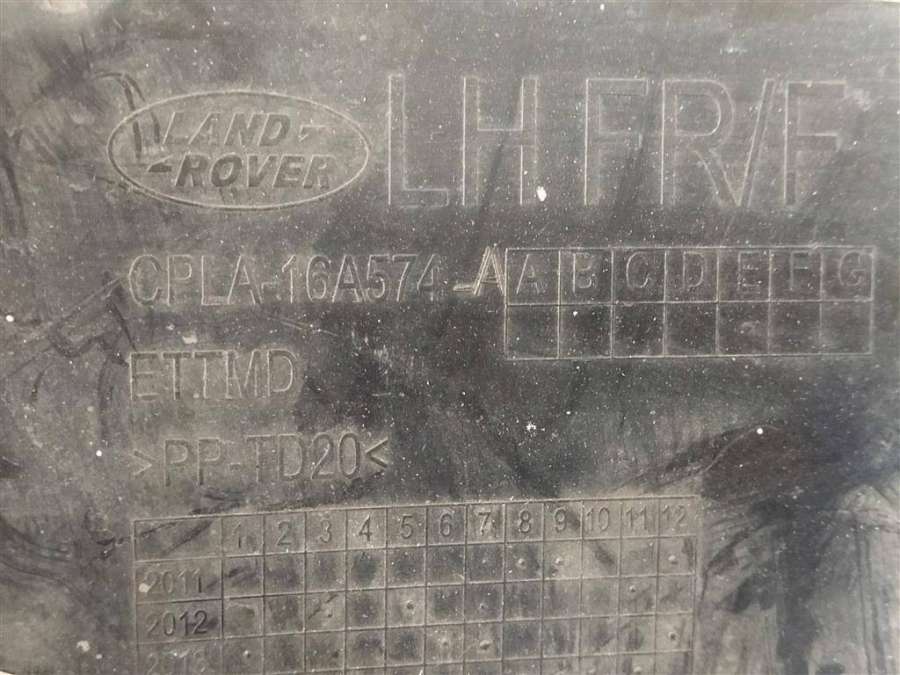 LAND ROVER
LH FR/F
CPLA-16A574-A A B C D E F G
ETTMD
>PP-TD20<
1 2 3 4 5 6 7 8 9 10 11 12
2011
2012